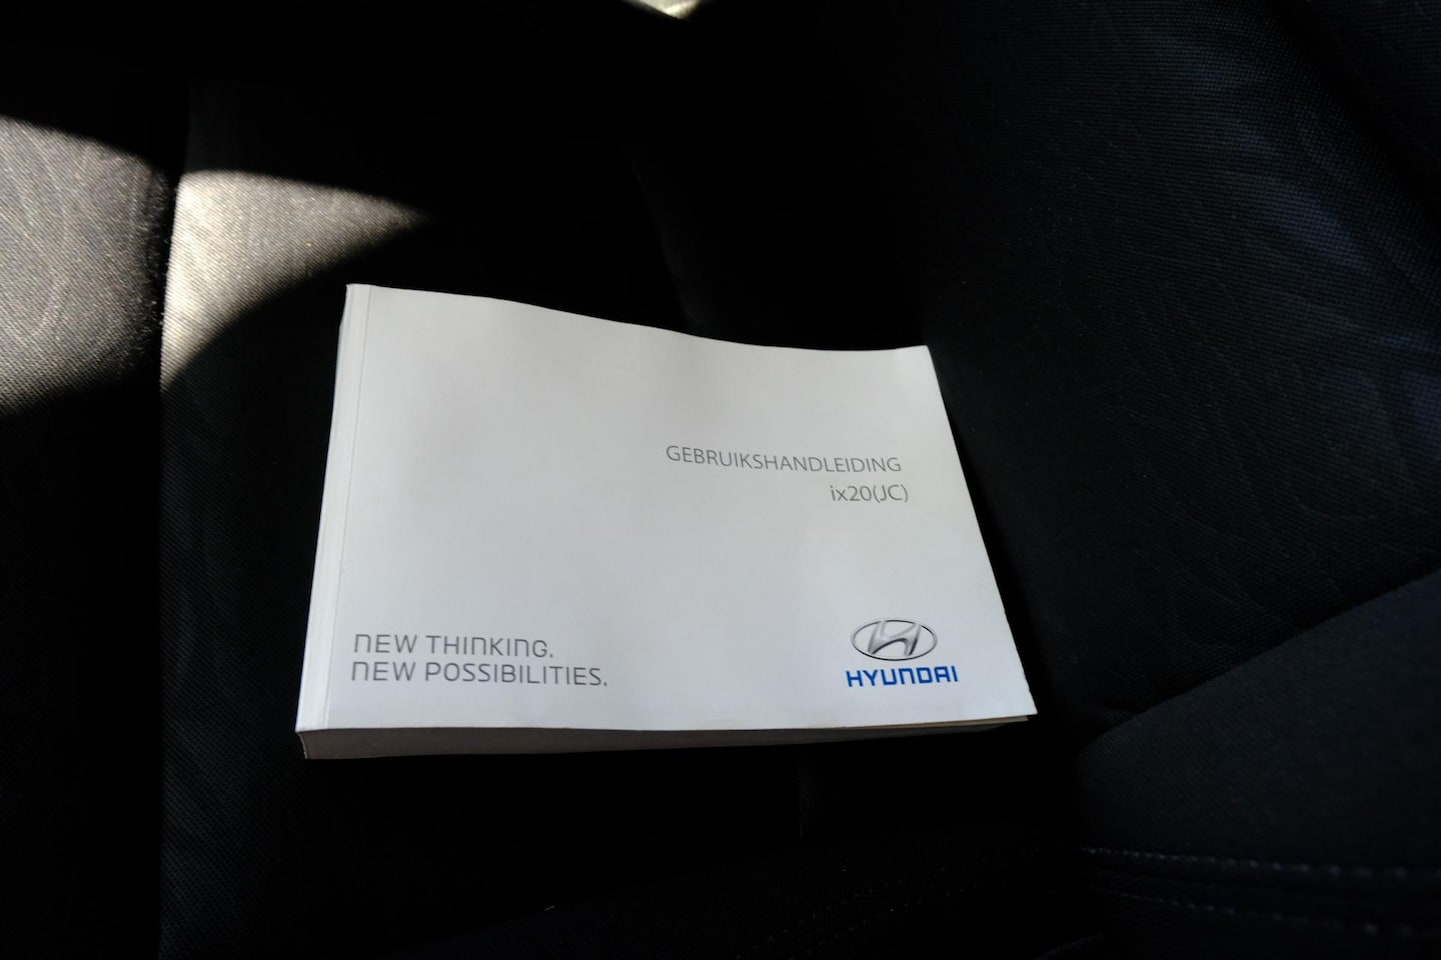 GEBRUIKSHANDLEIDING
ix20(JC)
NEW THINKING.
NEW POSSIBILITIES.
HYUNDAI